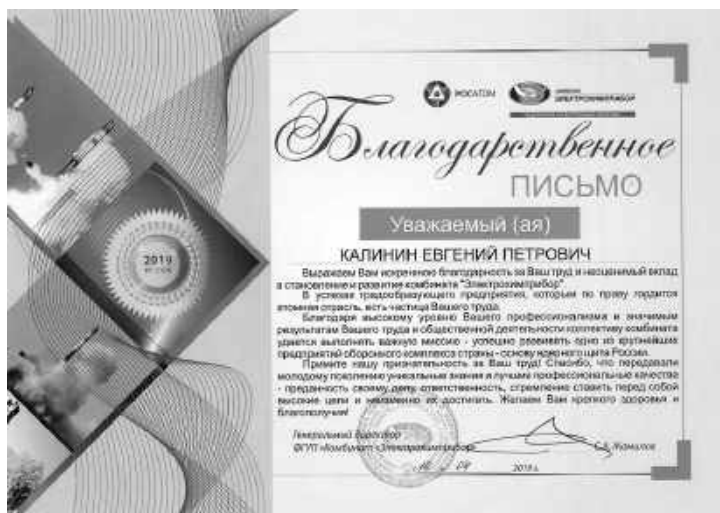 РОСАТОМ
ЭЛЕКТРОХИМПРИБОР
Благодарственное
ПИСЬМО
Уважаемый (ая)
КАЛИНИН ЕВГЕНИЙ ПЕТРОВИЧ
2019
Выражаем Вам искреннюю благодарность за Ваш труд и неоценимый вклад
в становление и развитие комбината "Электрохимприбор".
В успехах градообразующего предприятия, которым по праву гордится
атомная отрасль, есть частица Вашего труда.
Благодаря высокому уровню Вашего профессионализма и значимым
результатам Вашего труда и общественной деятельности коллективу комбината
удается выполнять важную миссию - успешно развивать одно из крупнейших
предприятий оборонного комплекса страны - основу ядерного щита России.
Примите нашу признательность за Ваш труд! Спасибо, что передавали
молодому поколению уникальные знания и лучшие профессиональные качества
- преданность своему делу, ответственность, стремление ставить перед собой
высокие цели и неизменно их достигать. Желаем Вам крепкого здоровья и
благополучия!
Генеральный директор
ФГУП «Комбинат «Электрохимприбор» С.А. Жамилов
04 2019 г.